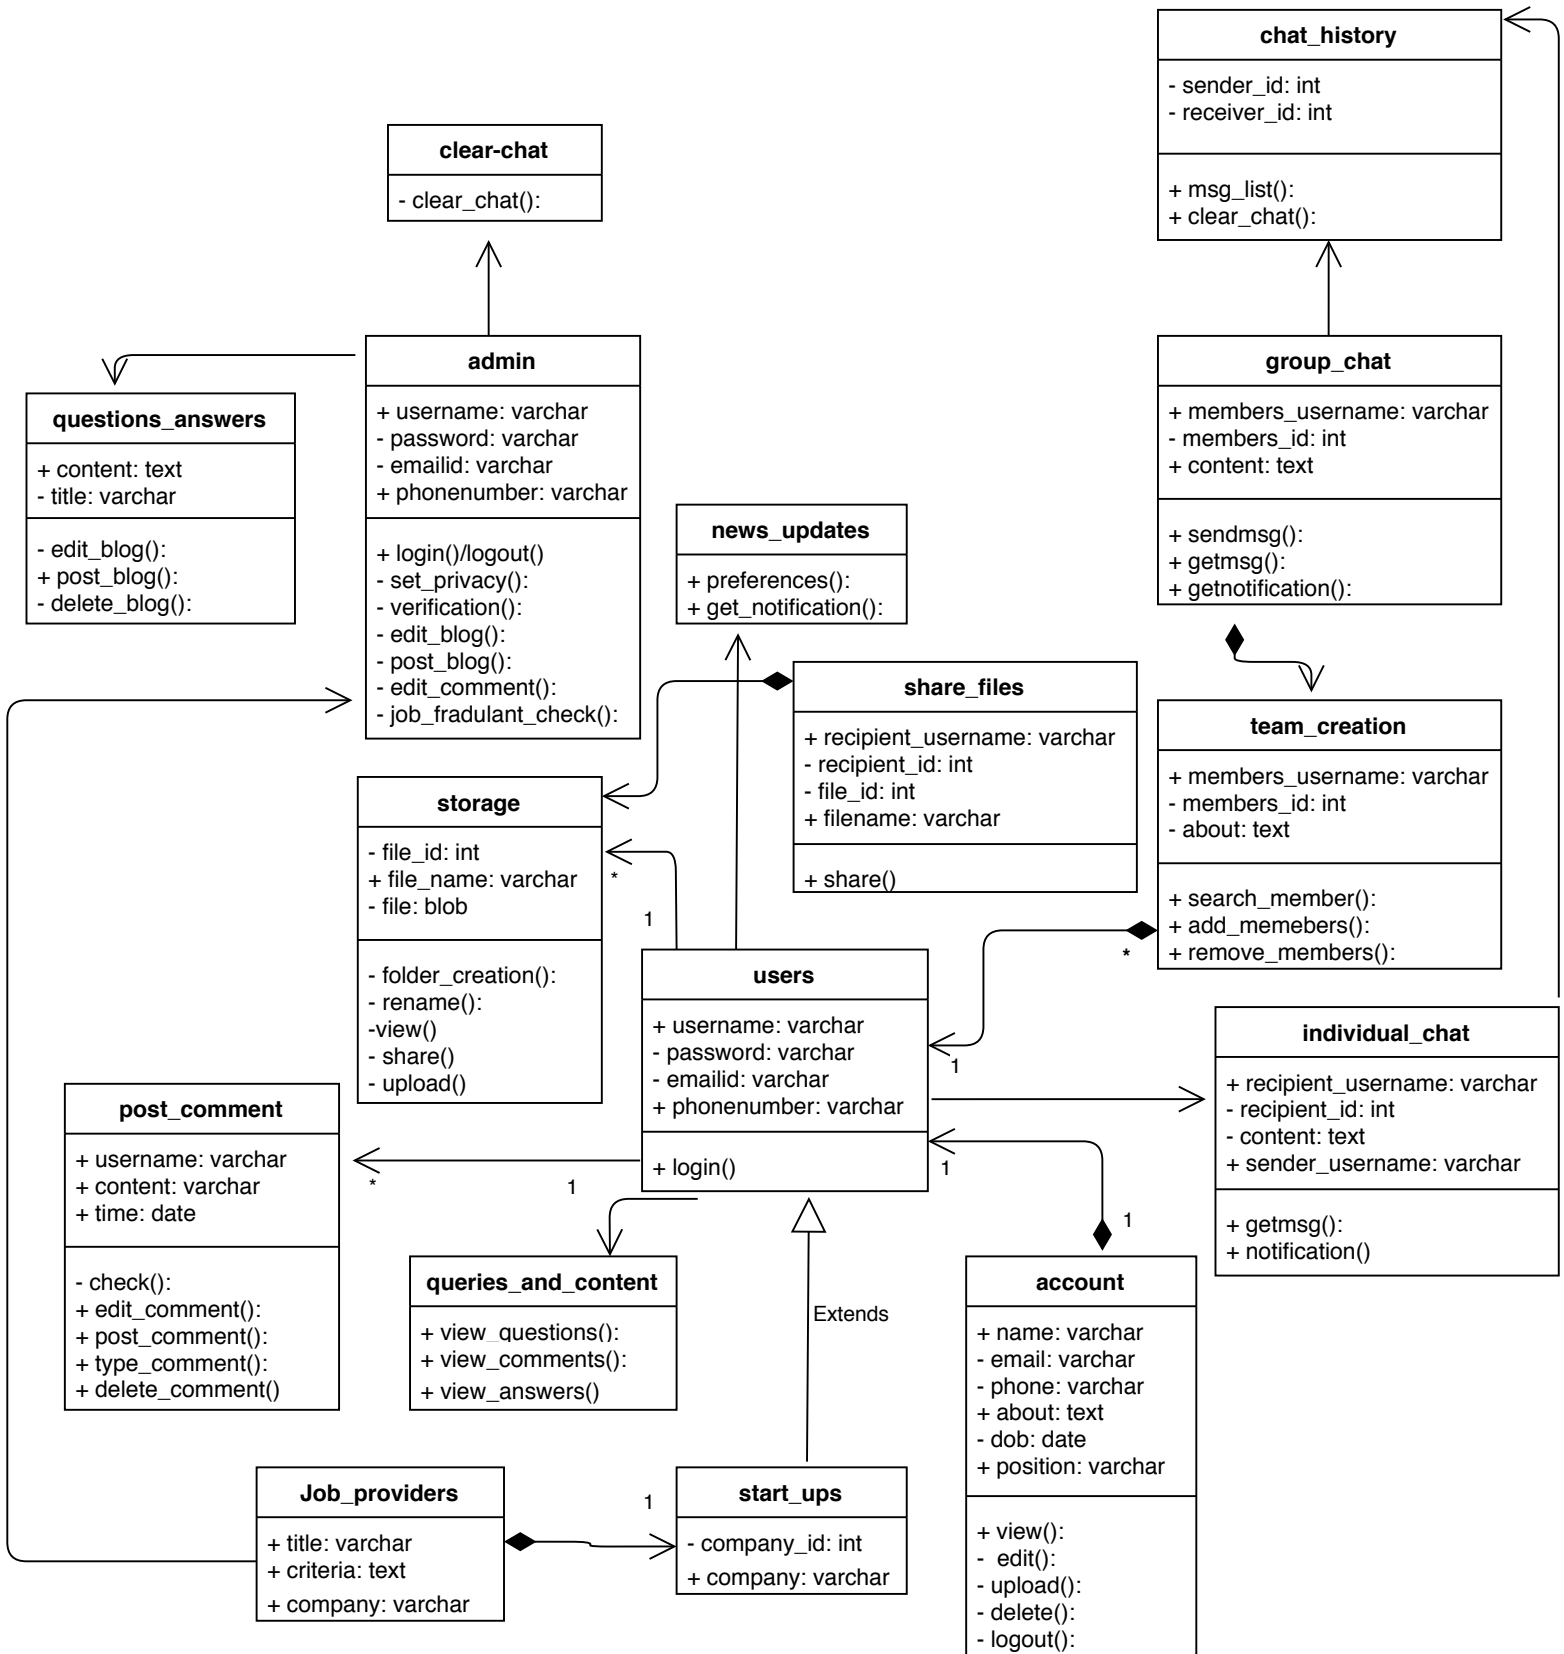 chat_history
- sender_id: int
- receiver_id: int
+ msg_list():
+ clear_chat():
clear-chat
- clear_chat():
admin
+ username: varchar
- password: varchar
- emailid: varchar
+ phonenumber: varchar
+ login()/logout()
- set_privacy():
- verification():
- edit_blog():
- post_blog():
- edit_comment():
- job_fradulant_check():
group_chat
+ members_username: varchar
- members_id: int
+ content: text
+ sendmsg():
+ getmsg():
+ getnotification():
questions_answers
+ content: text
- title: varchar
- edit_blog():
+ post_blog():
- delete_blog():
news_updates
+ preferences():
+ get_notification():
share_files
+ recipient_username: varchar
- recipient_id: int
- file_id: int
+ filename: varchar
+ share()
team_creation
+ members_username: varchar
- members_id: int
- about: text
+ search_member():
+ add_memebers():
+ remove_members():
storage
- file_id: int
+ file_name: varchar
- file: blob
- folder_creation():
- rename():
-view()
- share()
- upload()
*
1
*
1
users
+ username: varchar
- password: varchar
- emailid: varchar
+ phonenumber: varchar
+ login()
individual_chat
+ recipient_username: varchar
- recipient_id: int
- content: text
+ sender_username: varchar
+ getmsg():
+ notification()
post_comment
+ username: varchar
+ content: varchar
+ time: date
- check():
+ edit_comment():
+ post_comment():
+ type_comment():
+ delete_comment()
*
1
1
1
queries_and_content
+ view_questions():
+ view_comments():
+ view_answers()
Extends
account
+ name: varchar
- email: varchar
- phone: varchar
+ about: text
- dob: date
+ position: varchar
+ view():
- edit():
- upload():
- delete():
- logout():
Job_providers
+ title: varchar
+ criteria: text
+ company: varchar
1
start_ups
- company_id: int
+ company: varchar